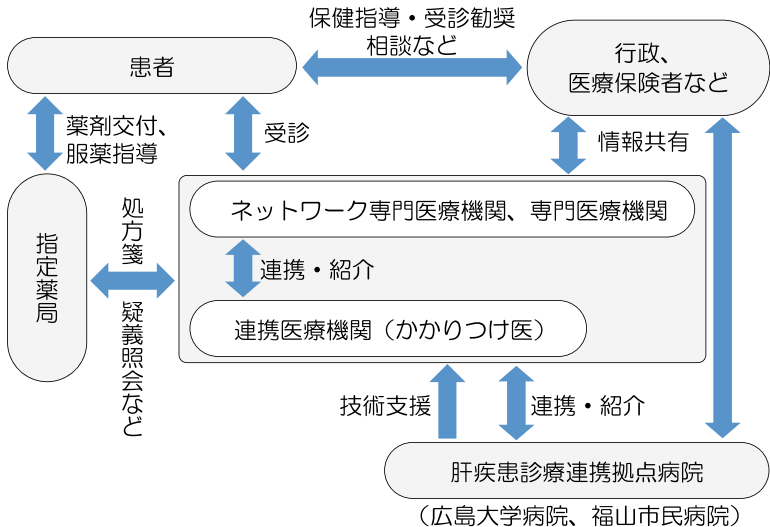 保健指導・受診勧奨
相談など
患者
行政、
医療保険者など
薬剤交付、
服薬指導
受診
情報共有
指定薬局
処方箋
疑義照会など
ネットワーク専門医療機関、専門医療機関
連携・紹介
連携医療機関（かかりつけ医）
技術支援
連携・紹介
肝疾患診療連携拠点病院
（広島大学病院、福山市民病院）